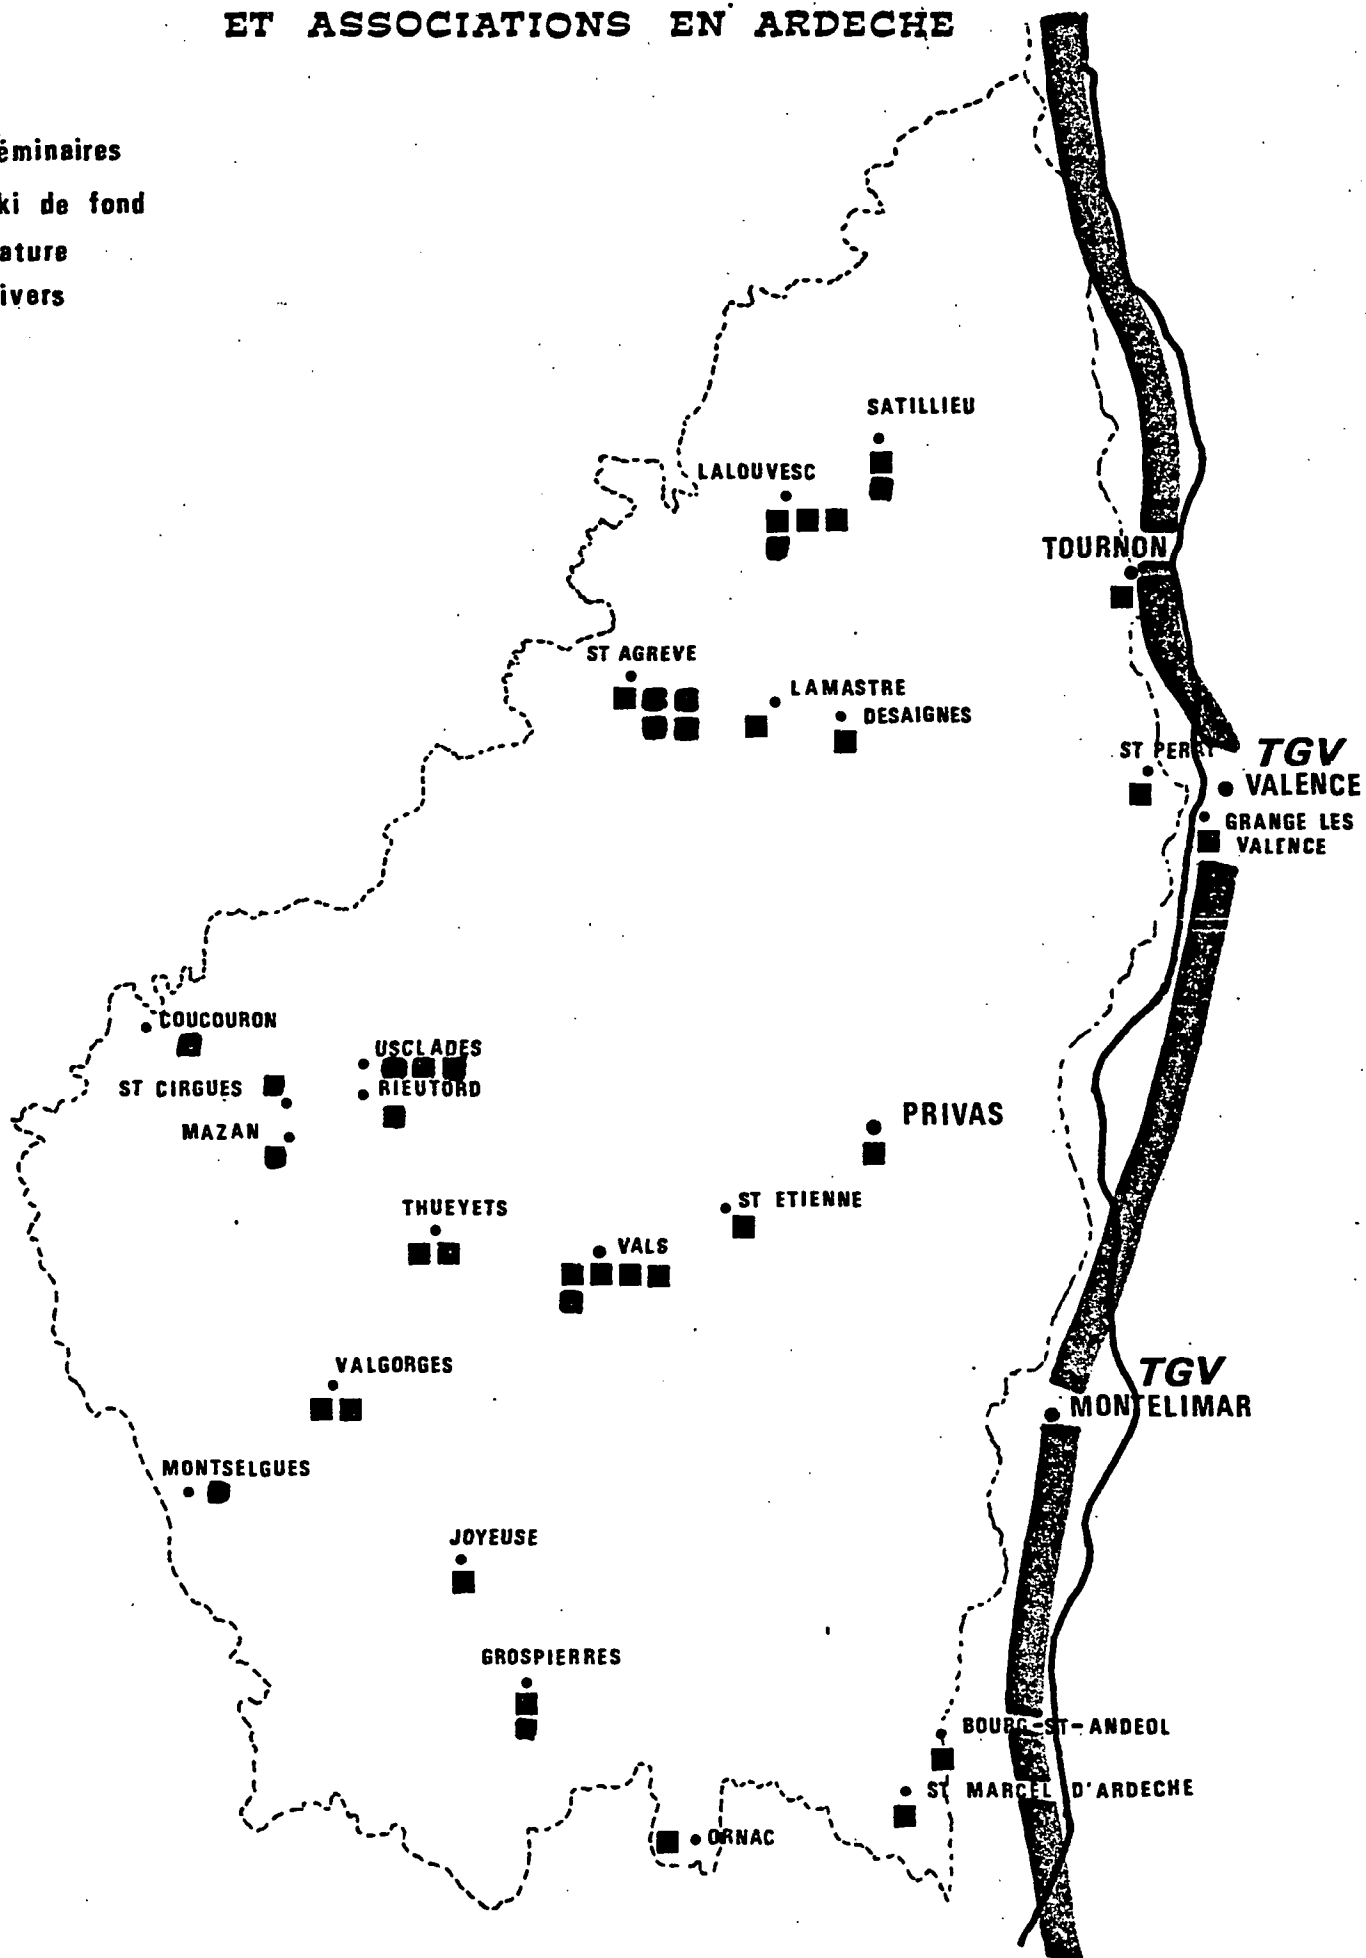 ET ASSOCIATIONS EN ARDECHE
éminaires
ki de fond
ature
ivers
SATILLIEU
LALOUVESC
TOURNON
ST AGREVE
LAMASTRE
DESAIGNES
ST PERAY
TGV
VALENCE
GRANGE LES
VALENCE
COUCOURON
USCLADES
ST CIRGUES
RIEUTORD
MAZAN
PRIVAS
ST ETIENNE
THUEYETS
VALS
VALGORGES
TGV
MONTELIMAR
MONTSELGUES
JOYEUSE
GROSPIERRES
BOURG-ST-ANDEOL
ST MARCEL D'ARDECHE
ORNAC